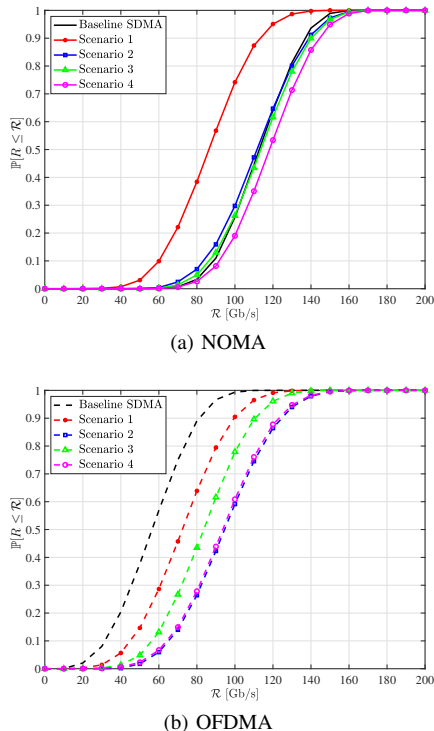 1
0.9
0.8
0.7
0.6
0.5
0.4
0.3
0.2
0.1
0
ℙ[R ≤ ℛ]
Baseline SDMA
Scenario 1
Scenario 2
Scenario 3
Scenario 4
0 20 40 60 80 100 120 140 160 180 200
ℛ [Gb/s]
(a) NOMA
1
0.9
0.8
0.7
0.6
0.5
0.4
0.3
0.2
0.1
0
ℙ[R ≤ ℛ]
Baseline SDMA
Scenario 1
Scenario 2
Scenario 3
Scenario 4
0 20 40 60 80 100 120 140 160 180 200
ℛ [Gb/s]
(b) OFDMA